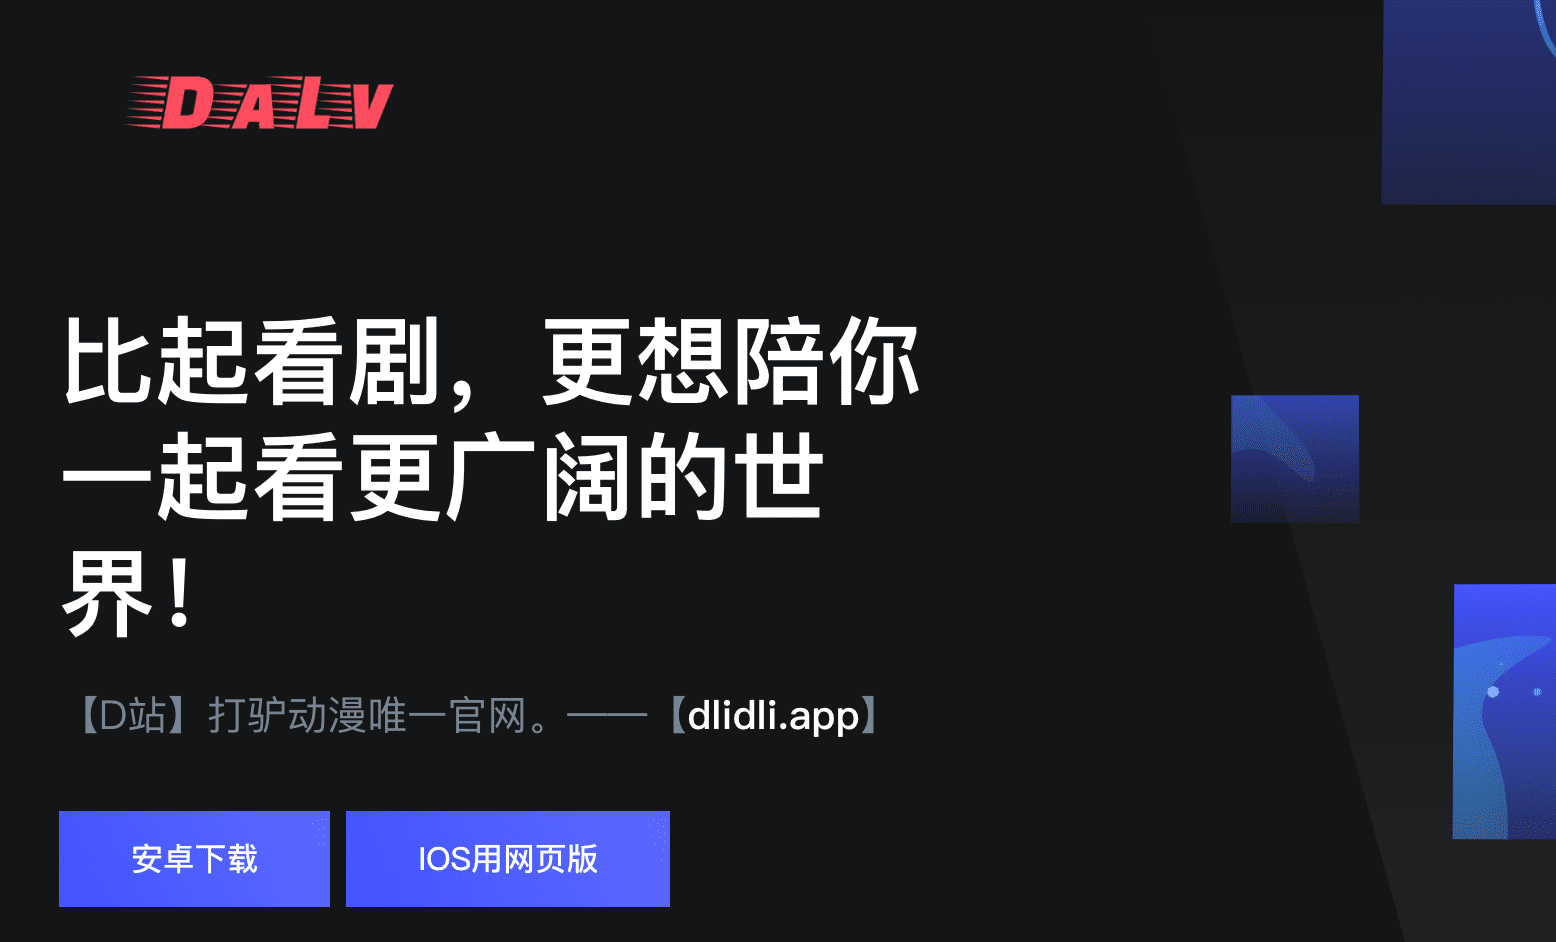 DALV
比起看剧，更想陪你
一起看更广阔的世
界！
【D站】打驴动漫唯一官网。——【dlidli.app】
安卓下载
IOS用网页版